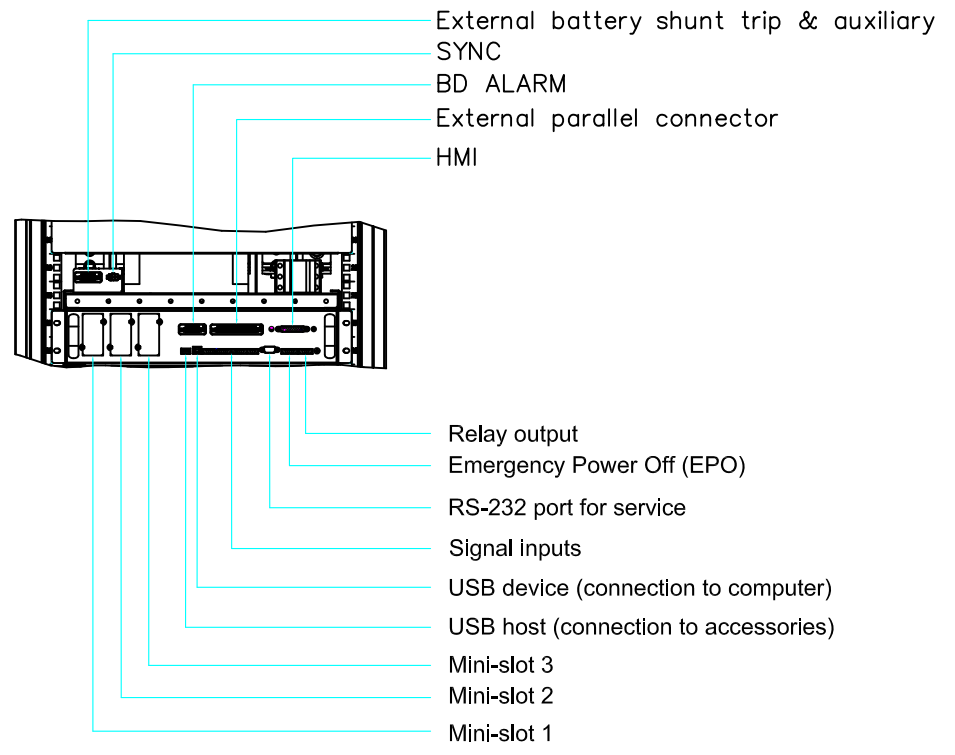 External battery shunt trip & auxiliary
SYNC
BD ALARM
External parallel connector
HMI
Relay output
Emergency Power Off (EPO)
RS-232 port for service
Signal inputs
USB device (connection to computer)
USB host (connection to accessories)
Mini-slot 3
Mini-slot 2
Mini-slot 1